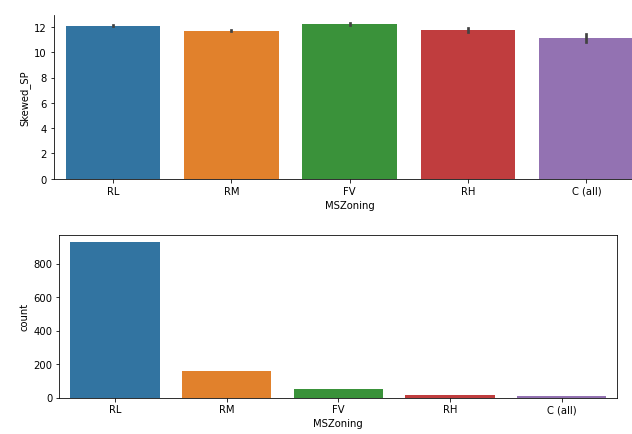 12
10
8
6
4
2
0
Skewed_SP
RL RM FV RH C (all)
MSZoning
800
600
400
200
0
count
RL RM FV RH C (all)
MSZoning